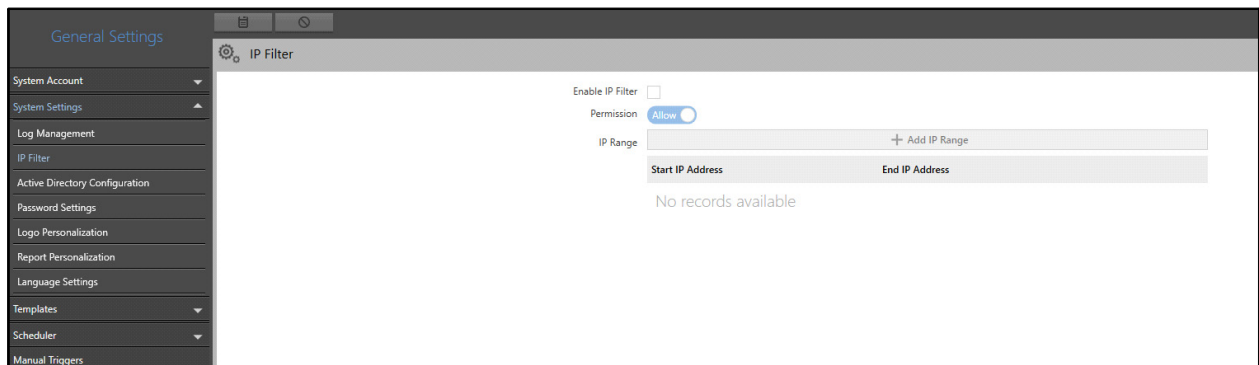 General Settings
IP Filter
System Account
System Settings
Log Management
IP Filter
Active Directory Configuration
Password Settings
Logo Personalization
Report Personalization
Language Settings
Templates
Scheduler
Manual Triggers
Enable IP Filter
Permission Allow
IP Range + Add IP Range
Start IP Address End IP Address
No records available